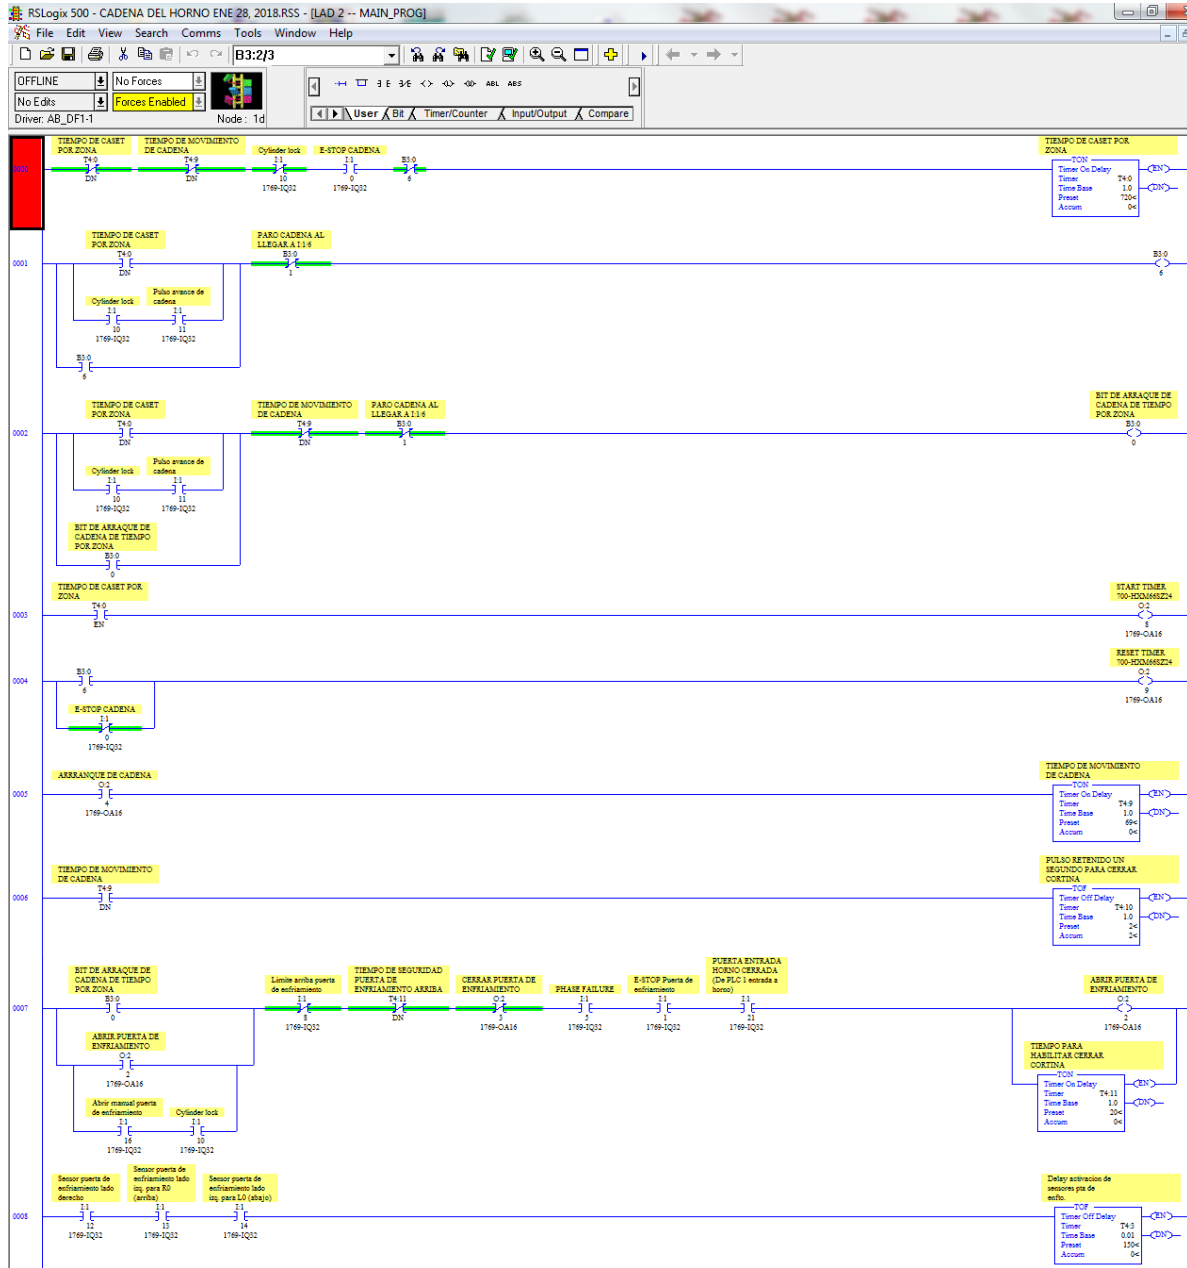 RSLogix 500 - CADENA DEL HORNO ENE 28, 2018.RSS - [LAD 2 -- MAIN_PROG]
File Edit View Search Comms Tools Window Help
B3:2/3
OFFLINE No Forces
No Edits Forces Enabled
Driver: AB_DF1-1 Node: 1d
ABL ABS
User Bit Timer/Counter Input/Output Compare
TIEMPO DE CASET
POR ZONA
T4:0
DN
TIEMPO DE MOVIMIENTO
DE CADENA
T4:9
DN
Cylinder lock
I:1
10
1769-IQ32
E-STOP CADENA
I:1
0
1769-IQ32
B3:0
6
TIEMPO DE CASET POR
ZONA
TON
Timer On Delay
Timer T4:0
Time Base 1.0
Preset 720<
Accum 0<
EN
DN
0001
TIEMPO DE CASET
POR ZONA
T4:0
DN
Cylinder lock
I:1
10
1769-IQ32
Pulso avance de
cadena
I:1
11
1769-IQ32
B3:0
6
PARO CADENA AL
LLEGAR A I:1/6
B3:0
1
B3:0
6
0002
TIEMPO DE CASET
POR ZONA
T4:0
DN
Cylinder lock
I:1
10
1769-IQ32
Pulso avance de
cadena
I:1
11
1769-IQ32
BIT DE ARRAQUE DE
CADENA DE TIEMPO
POR ZONA
B3:0
0
TIEMPO DE MOVIMIENTO
DE CADENA
T4:9
DN
PARO CADENA AL
LLEGAR A I:1/6
B3:0
1
BIT DE ARRAQUE DE
CADENA DE TIEMPO
POR ZONA
B3:0
0
0003
TIEMPO DE CASET POR
ZONA
T4:0
EN
START TIMER
700-HXM66SZ24
O:2
8
1769-OA16
0004
B3:0
6
E-STOP CADENA
I:1
0
1769-IQ32
RESET TIMER
700-HXM66SZ24
O:2
9
1769-OA16
0005
ARRRANQUE DE CADENA
O:2
4
1769-OA16
TIEMPO DE MOVIMIENTO
DE CADENA
TON
Timer On Delay
Timer T4:9
Time Base 1.0
Preset 69<
Accum 0<
EN
DN
0006
TIEMPO DE MOVIMIENTO
DE CADENA
T4:9
DN
PULSO RETENIDO UN
SEGUNDO PARA CERRAR
CORTINA
TOF
Timer Off Delay
Timer T4:10
Time Base 1.0
Preset 2<
Accum 2<
EN
DN
0007
BIT DE ARRAQUE DE
CADENA DE TIEMPO
POR ZONA
B3:0
0
ABRIR PUERTA DE
ENFRIAMIENTO
O:2
2
1769-OA16
Abrir manual puerta
de enfriamiento
I:1
16
1769-IQ32
Cylinder lock
I:1
10
1769-IQ32
Limite arriba puerta
de enfriamiento
I:1
8
1769-IQ32
TIEMPO DE SEGURIDAD
PUERTA DE
ENFRIAMIENTO ARRIBA
T4:11
DN
CERRAR PUERTA DE
ENFRIAMIENTO
O:2
3
1769-OA16
PHASE FAILURE
I:1
5
1769-IQ32
E-STOP Puerta de
enfriamiento
I:1
1
1769-IQ32
PUERTA ENTRADA
HORNO CERRADA
(De PLC 1 entrada a
horno)
I:1
21
1769-IQ32
ABRIR PUERTA DE
ENFRIAMIENTO
O:2
2
1769-OA16
TIEMPO PARA
HABILITAR CERRAR
CORTINA
TON
Timer On Delay
Timer T4:11
Time Base 1.0
Preset 20<
Accum 0<
EN
DN
0008
Sensor puerta de
enfriamiento lado
derecho
I:1
12
1769-IQ32
Sensor puerta de
enfriamiento lado
izq. para R0
(arriba)
I:1
13
1769-IQ32
Sensor puerta de
enfriamiento lado
izq. para L0 (abajo)
I:1
14
1769-IQ32
Delay activacion de
sensores pta de
enfto.
TOF
Timer Off Delay
Timer T4:3
Time Base 0.01
Preset 150<
Accum 0<
EN
DN